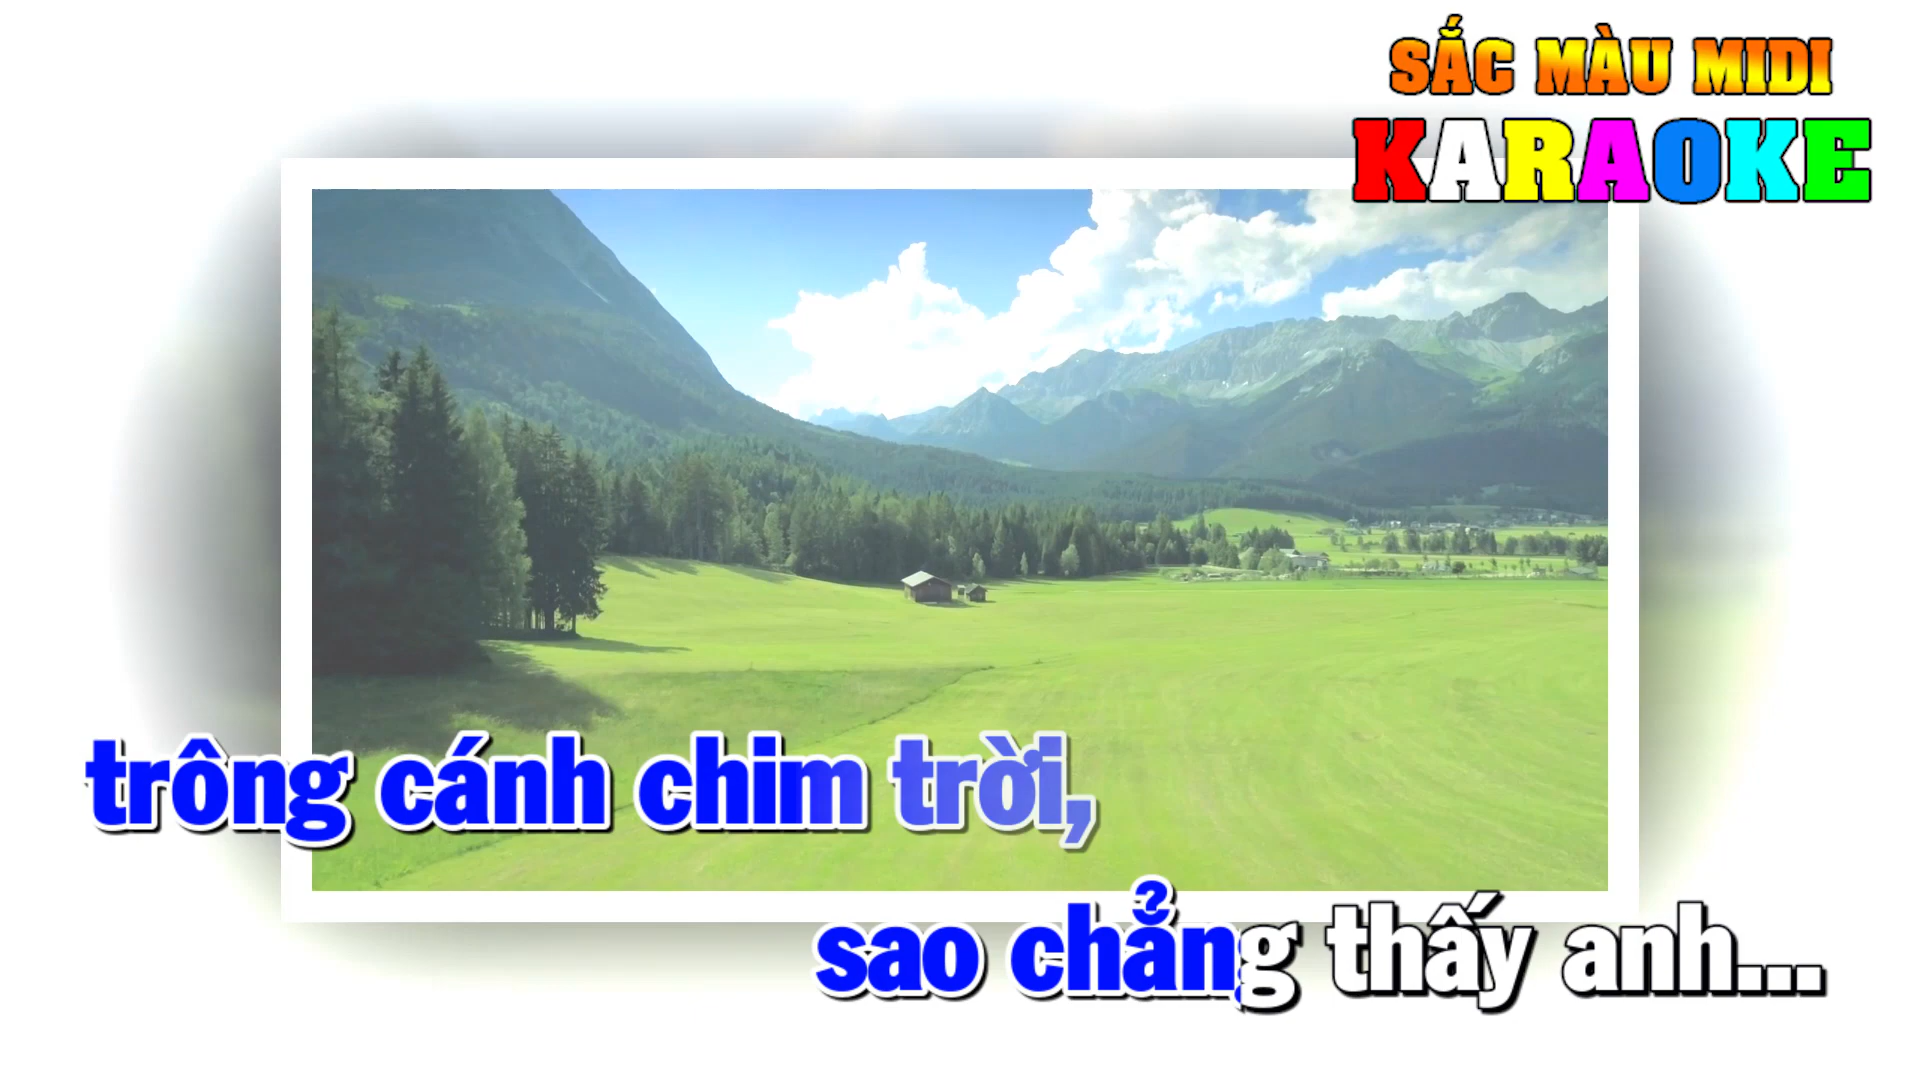 SẮC MÀU MIDI
KARAOKE
trông cánh chim trời,
sao chẳng thấy anh...